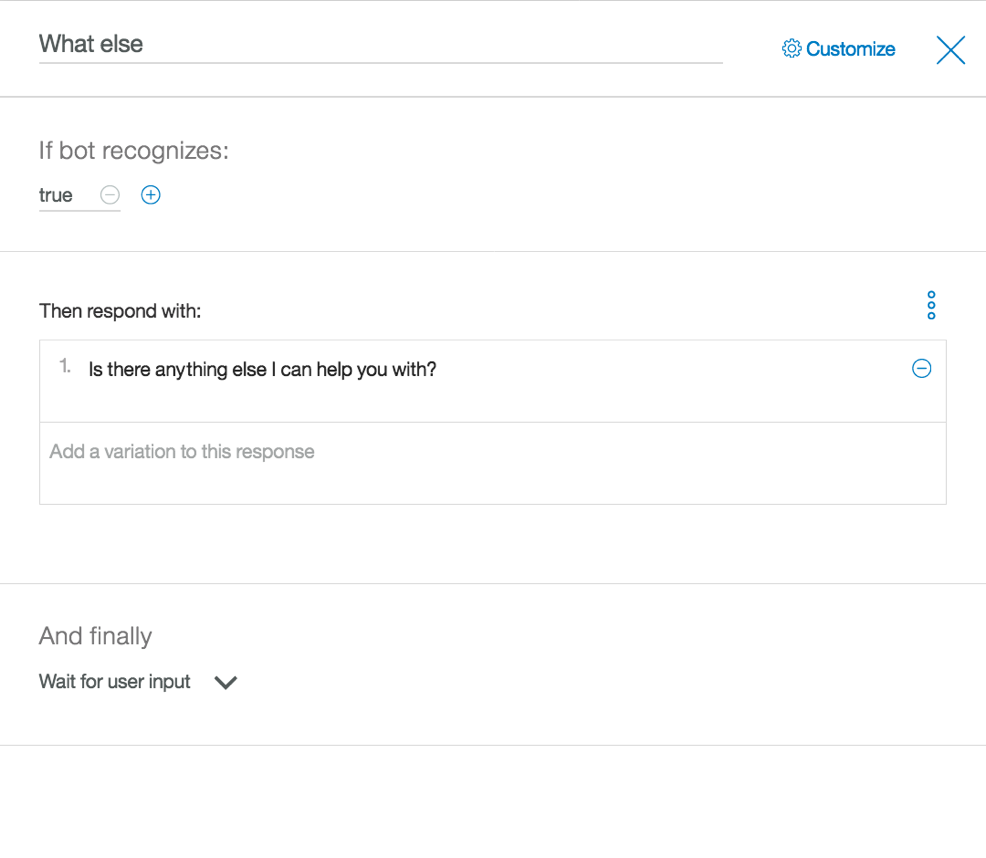 What else
Customize
If bot recognizes:
true
Then respond with:
1. Is there anything else I can help you with?
Add a variation to this response
And finally
Wait for user input